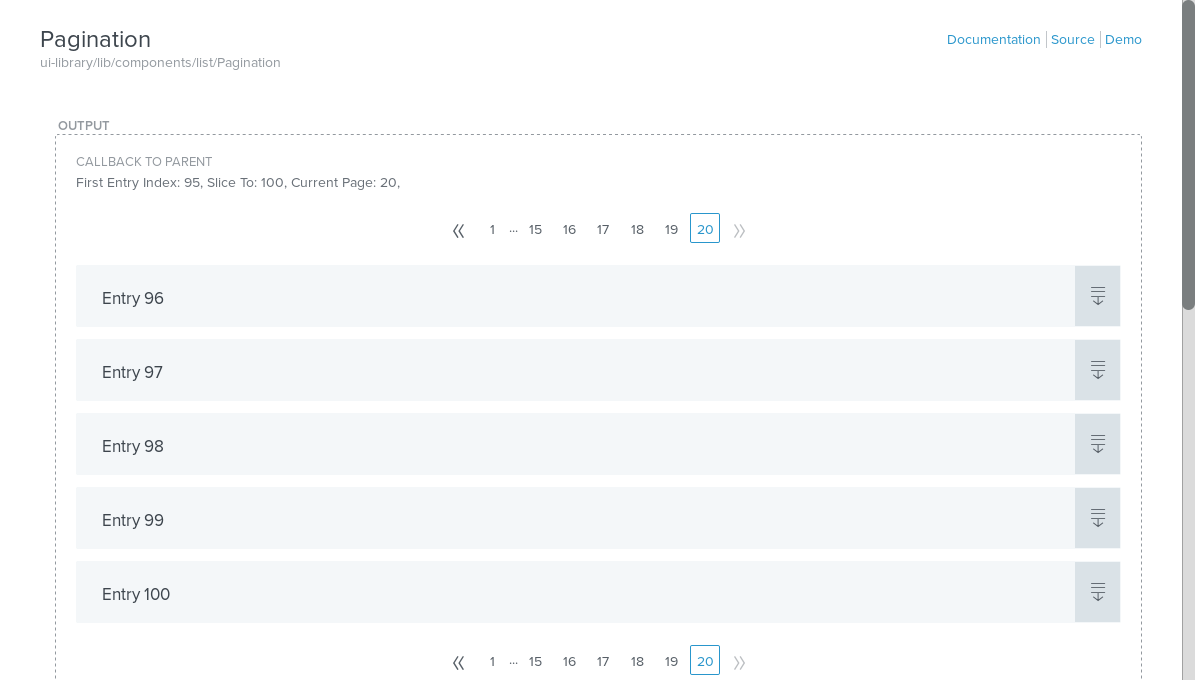 Pagination
Documentation Source Demo
ui-library/lib/components/list/Pagination
OUTPUT
CALLBACK TO PARENT
First Entry Index: 95, Slice To: 100, Current Page: 20,
« 1 ... 15 16 17 18 19 20 »
Entry 96
Entry 97
Entry 98
Entry 99
Entry 100
« 1 ... 15 16 17 18 19 20 »